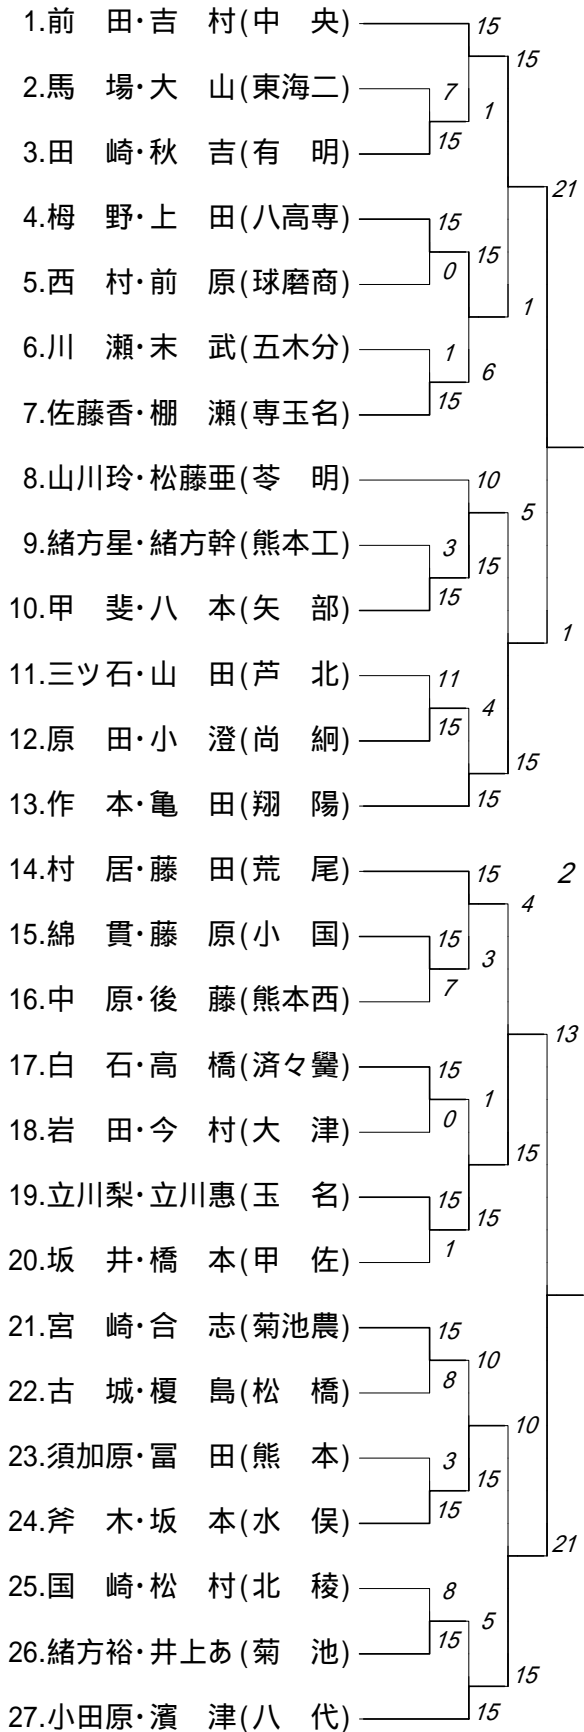 1.前　田・吉　村(中　央)
15
15
2.馬　場・大　山(東海二)
7
1
3.田　崎・秋　吉(有　明)
15
21
4.栂　野・上　田(八高専)
15
15
0
5.西　村・前　原(球磨商)
1
6.川　瀬・末　武(五木分)
1
6
7.佐藤香・棚　瀬(専玉名)
15
8.山川玲・松藤亜(苓　明)
10
5
9.緒方星・緒方幹(熊本工)
3
15
10.甲　斐・八　本(矢　部)
15
1
11.三ツ石・山　田(芦　北)
11
4
12.原　田・小　澄(尚　絅)
15
15
13.作　本・亀　田(翔　陽)
15
14.村　居・藤　田(荒　尾)
15
2
4
15.綿　貫・藤　原(小　国)
15
3
16.中　原・後　藤(熊本西)
7
13
17.白　石・高　橋(済々黌)
15
1
18.岩　田・今　村(大　津)
0
15
19.立川梨・立川惠(玉　名)
15
15
20.坂　井・橋　本(甲　佐)
1
21.宮　崎・合　志(菊池農)
15
10
22.古　城・榎　島(松　橋)
8
10
23.須加原・冨　田(熊　本)
3
15
24.斧　木・坂　本(水　俣)
15
21
25.国　崎・松　村(北　稜)
8
5
26.緒方裕・井上あ(菊　池)
15
15
27.小田原・濱　津(八　代)
15